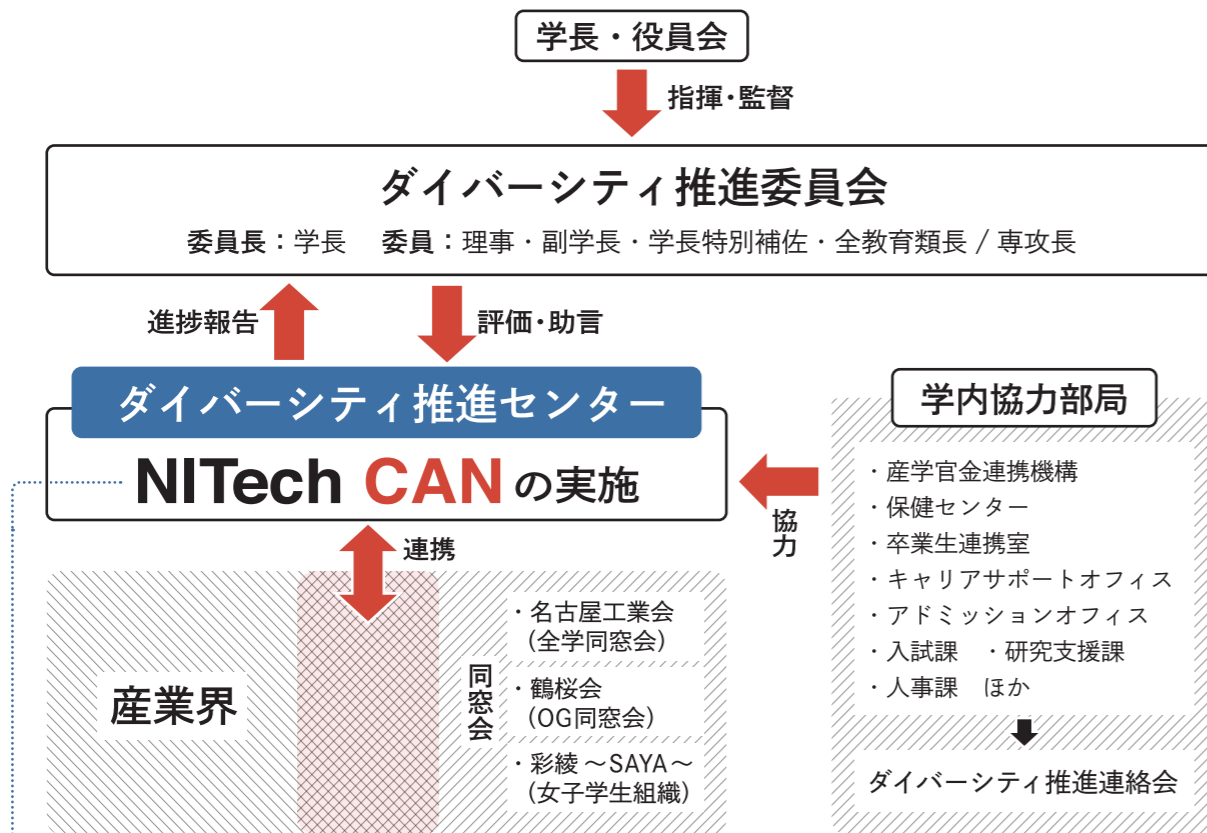 学長・役員会
指揮・監督
ダイバーシティ推進委員会
委員長：学長　委員：理事・副学長・学長特別補佐・全教育類長 / 専攻長
進捗報告
評価・助言
ダイバーシティ推進センター
NITech CAN の実施
連携
協力
産業界
同窓会
・名古屋工業会
(全学同窓会)
・鶴桜会
(OG同窓会)
・彩綾 〜SAYA〜
(女子学生組織)
学内協力部局
・産学官金連携機構
・保健センター
・卒業生連携室
・キャリアサポートオフィス
・アドミッションオフィス
・入試課　・研究支援課
・人事課　ほか
ダイバーシティ推進連絡会